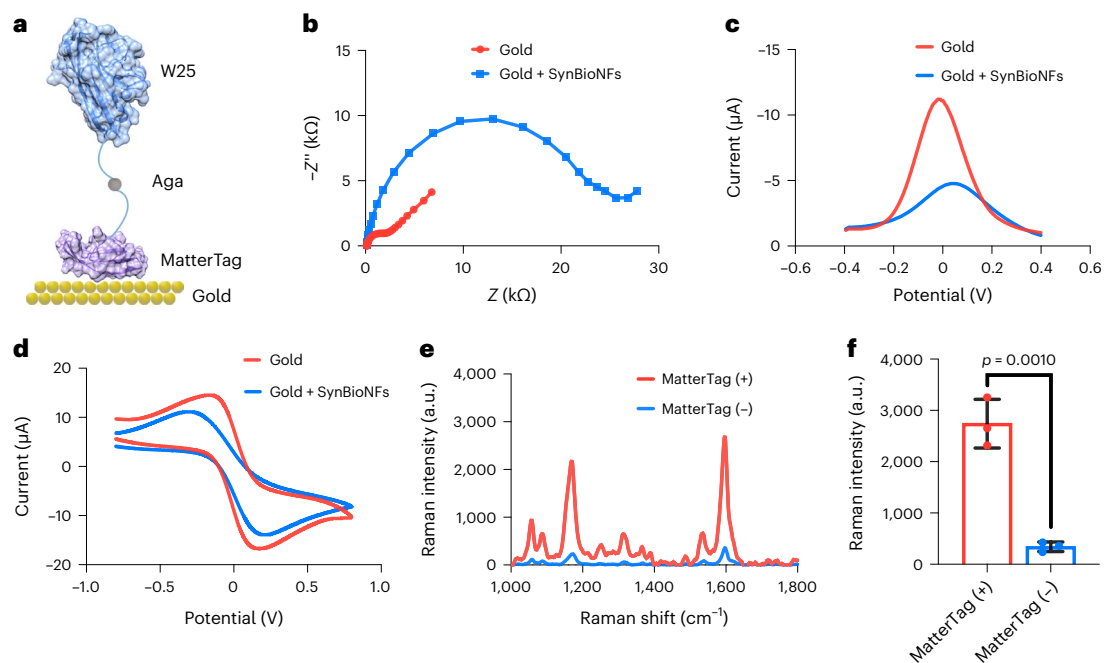 a
W25
Aga
MatterTag
Gold
b
Gold
Gold + SynBioNFs
15
10
5
0
0
10
20
30
–Z″ (kΩ)
Z (kΩ)
c
Gold
Gold + SynBioNFs
–15
–10
–5
0
–0.6
–0.4
–0.2
0
0.2
0.4
0.6
Current (μA)
Potential (V)
d
Gold
Gold + SynBioNFs
20
10
0
–10
–20
–1.0
–0.5
0
0.5
1.0
Current (μA)
Potential (V)
e
MatterTag (+)
MatterTag (–)
4,000
3,000
2,000
1,000
0
1,000
1,200
1,400
1,600
1,800
Raman intensity (a.u.)
Raman shift (cm⁻¹)
f
p = 0.0010
4,000
3,000
2,000
1,000
0
Raman intensity (a.u.)
MatterTag (+)
MatterTag (–)